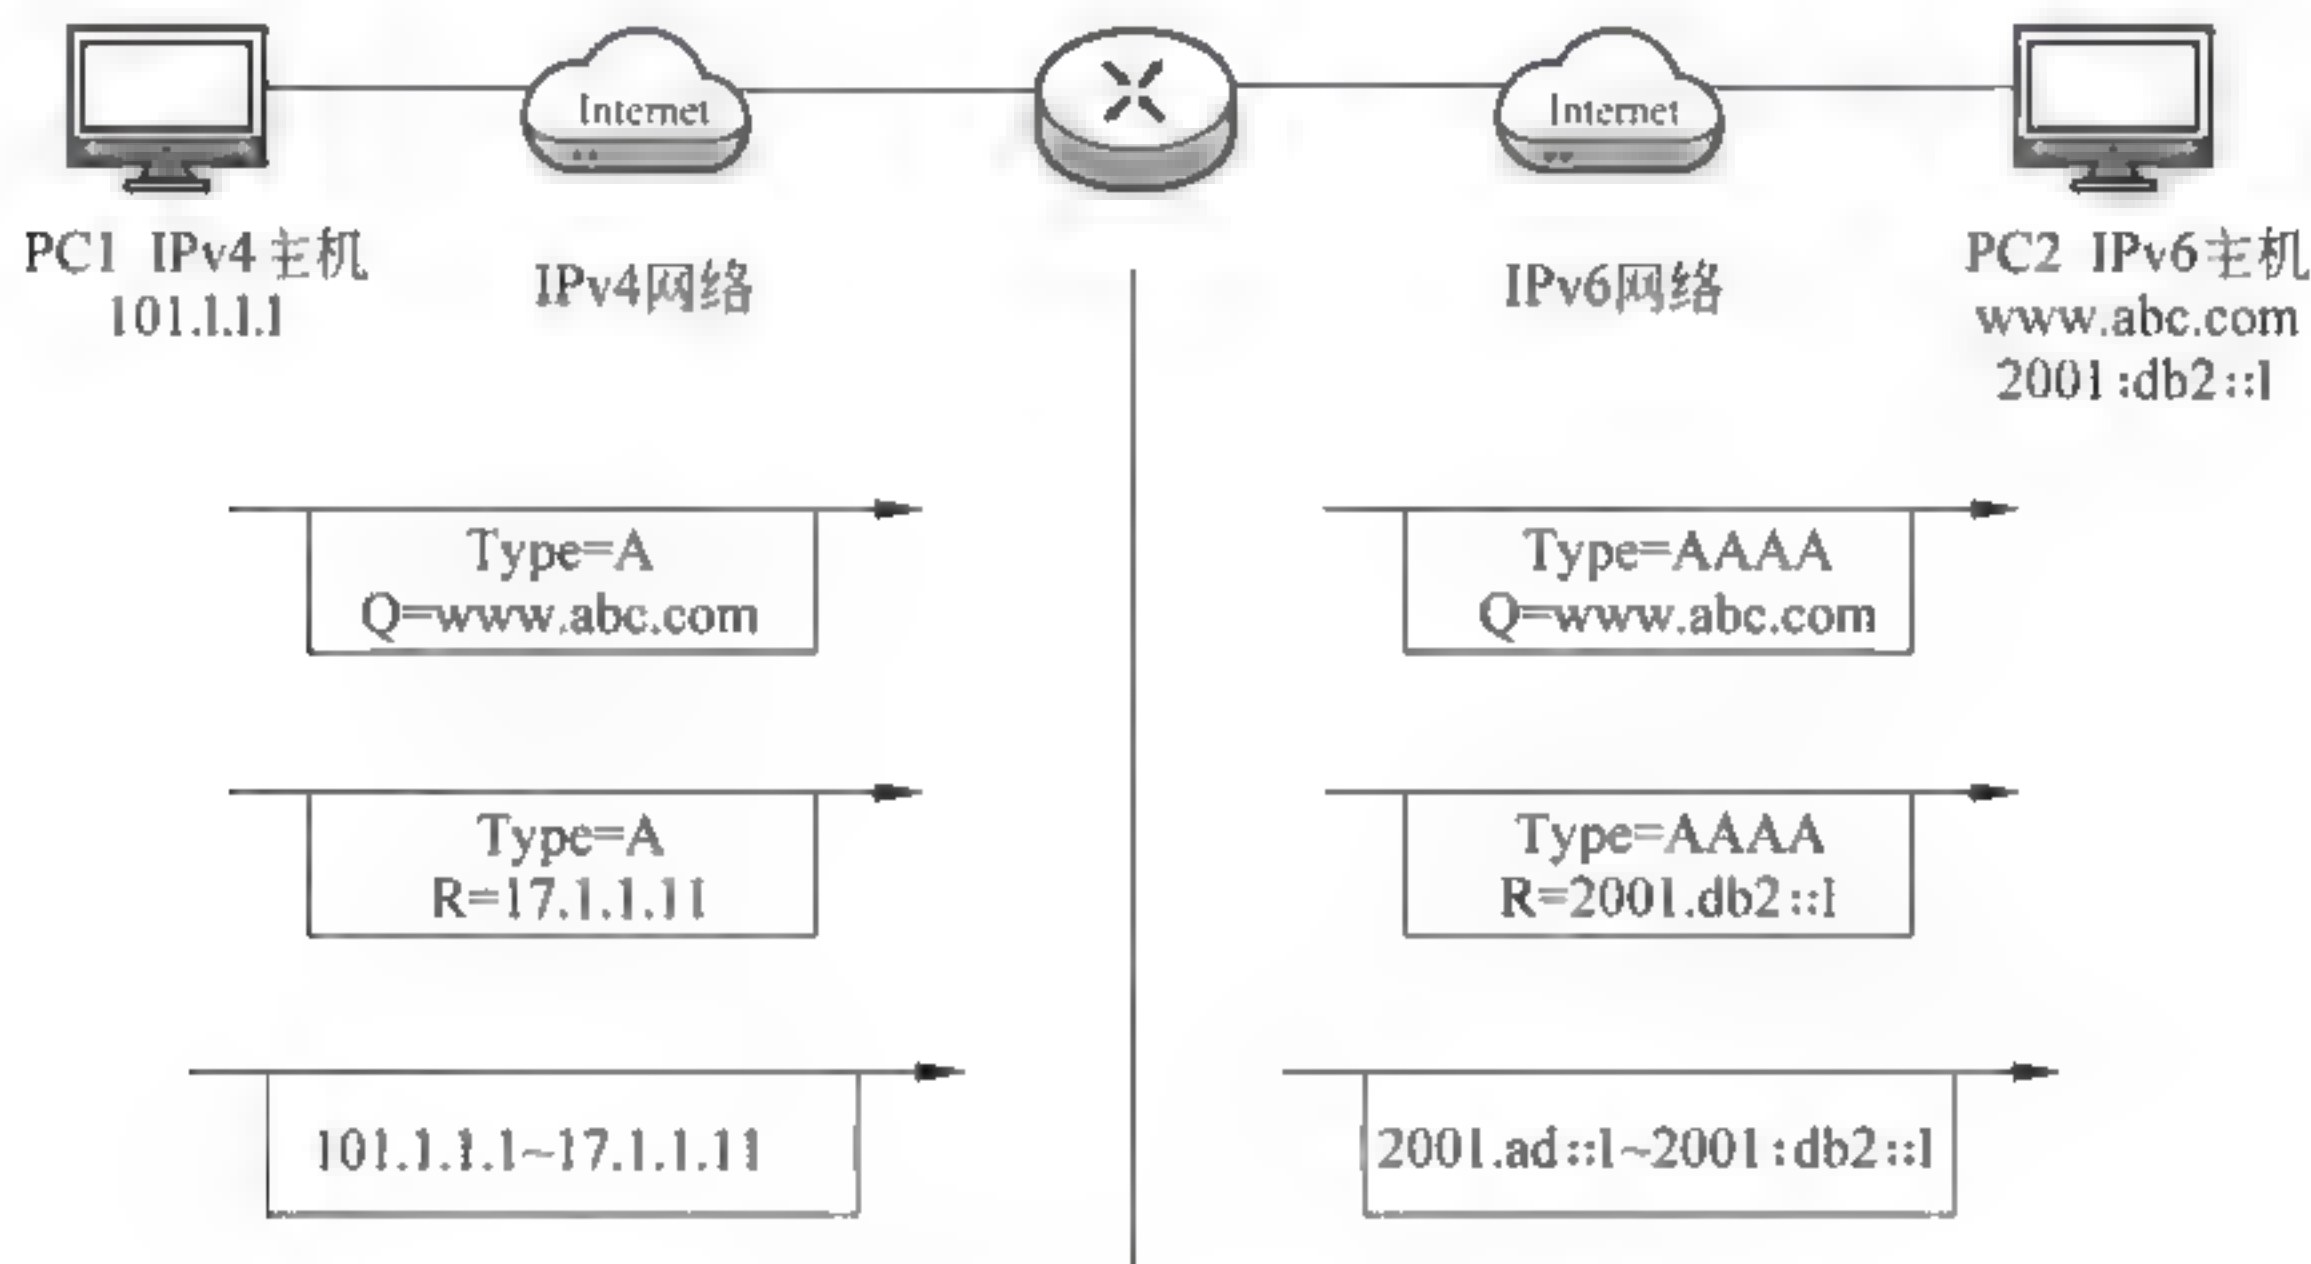 Internet
Internet
PC1 IPv4主机
101.1.1.1
IPv4网络
IPv6网络
PC2 IPv6主机
www.abc.com
2001:db2::1
Type=A
Q=www.abc.com
Type=AAAA
Q=www.abc.com
Type=A
R=17.1.1.11
Type=AAAA
R=2001.db2::1
101.1.1.1~17.1.1.11
2001.ad::1~2001:db2::1